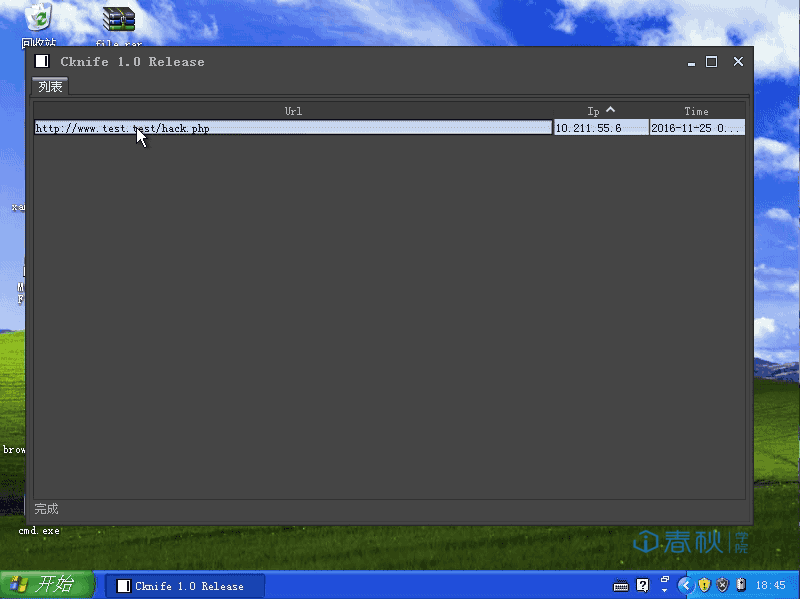 回收站
file.rar
Cknife 1.0 Release
列表
Url Ip Time
http://www.test.test/hack.php 10.211.55.6 2016-11-25 0...
xa
M
F
brow
完成
cmd.exe
春秋 学院
开始 Cknife 1.0 Release 18:45